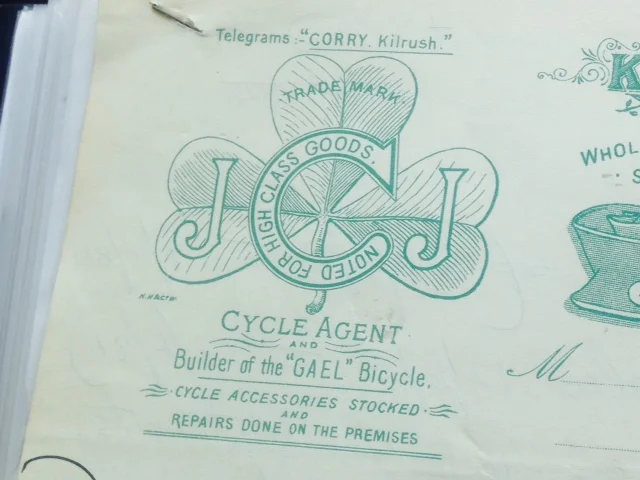 Telegrams :- "CORRY. Kilrush."
TRADE MARK
J C J
NOTED FOR HIGH CLASS GOODS.
CYCLE AGENT
AND
Builder of the "GAEL" Bicycle.
CYCLE ACCESSORIES STOCKED
AND
REPAIRS DONE ON THE PREMISES
K
WHOL
S
M